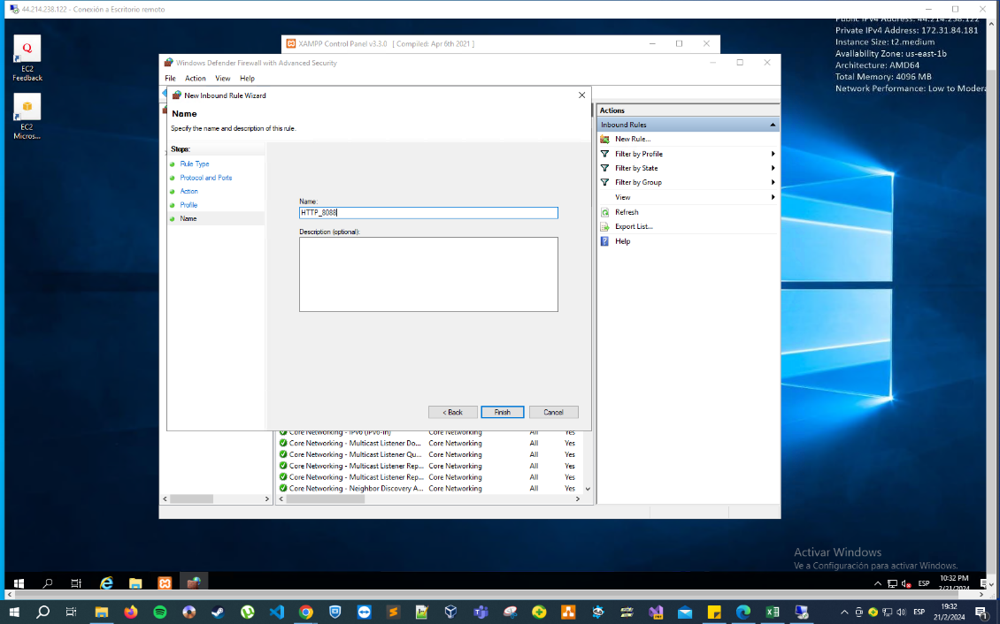 44.214.238.122 - Conexión a Escritorio remoto
Public IPv4 Address: 44.214.238.122
Private IPv4 Address: 172.31.84.181
Instance Size: t2.medium
Availability Zone: us-east-1b
Architecture: AMD64
Total Memory: 4096 MB
Network Performance: Low to Modera
EC2
Feedback
EC2
Micros...
XAMPP Control Panel v3.3.0 [ Compiled: Apr 6th 2021 ]
Windows Defender Firewall with Advanced Security
File Action View Help
New Inbound Rule Wizard
Name
Specify the name and description of this rule.
Steps:
Rule Type
Protocol and Ports
Action
Profile
Name
Name:
HTTP_8088
Description (optional):
< Back Finish Cancel
Actions
Inbound Rules
New Rule...
Filter by Profile
Filter by State
Filter by Group
View
Refresh
Export List...
Help
Core Networking - IPv6 (IPv6-In) Core Networking All Yes
Core Networking - Multicast Listener Do... Core Networking All Yes
Core Networking - Multicast Listener Qu... Core Networking All Yes
Core Networking - Multicast Listener Rep... Core Networking All Yes
Core Networking - Multicast Listener Rep... Core Networking All Yes
Core Networking - Neighbor Discovery A... Core Networking All Yes
Activar Windows
Ve a Configuración para activar Windows.
ESP
10:32 PM
2/21/2024
ESP
19:32
21/2/2024